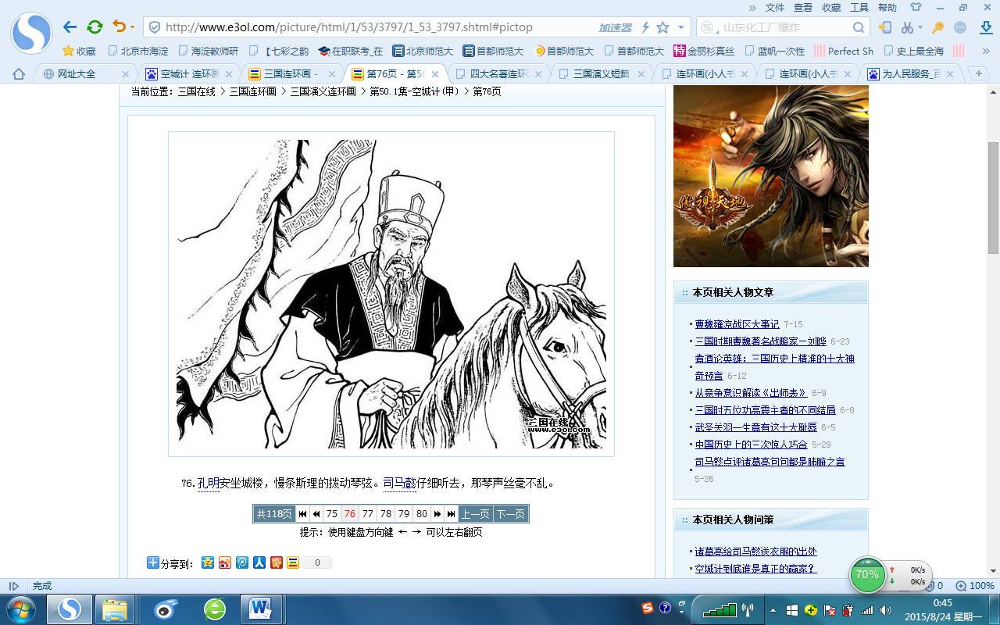 » 文件 查看 收藏 工具 帮助
http://www.e3ol.com/picture/html/1/53/3797/1_53_3797.shtml#pictop 加速器 山东化工厂爆炸
收藏 北京市海淀 海淀教师研 【七彩之韵 在职联考_在 北京师范大 首都师范大 首都师范大 首都师范大 金丽杉真丝 蓝帆一次性 Perfect Sh 史上最全海 »
网址大全 空城计 连环画 三国连环画 - 第76页 - 第50 四大名著连环 三国演义短篇 连环画(小人书 连环画(小人书 为人民服务_百
当前位置：三国在线 > 三国连环画 > 三国演义连环画 > 第50.1集-空城计(甲) > 第76页
三国在线
www.e3ol.com
76.孔明安坐城楼，慢条斯理的拨动琴弦。司马懿仔细听去，那琴声丝毫不乱。
共118页 75 76 77 78 79 80 上一页 下一页
提示：使用键盘方向键 ← → 可以左右翻页
分享到： 0
傲视天地
本页相关人物文章
曹魏雍凉战区大事记 7-15
三国时期曹魏著名战略家—刘晔 6-23
煮酒论英雄：三国历史上精准的十大神
奇预言 6-12
从竞争意识解读《出师表》 6-9
三国时五位功高震主者的不同结局 6-8
武圣关羽一生竟有这十大耻辱 6-5
中国历史上的三次惊人巧合 5-29
司马懿点评诸葛亮句句都是肺腑之言
5-26
本页相关人物问策
诸葛亮给司马懿送衣服的出处
空城计到底谁是真正的赢家？
70% 0K/s
0K/s
完成 0 100%
0:45
2015/8/24 星期一